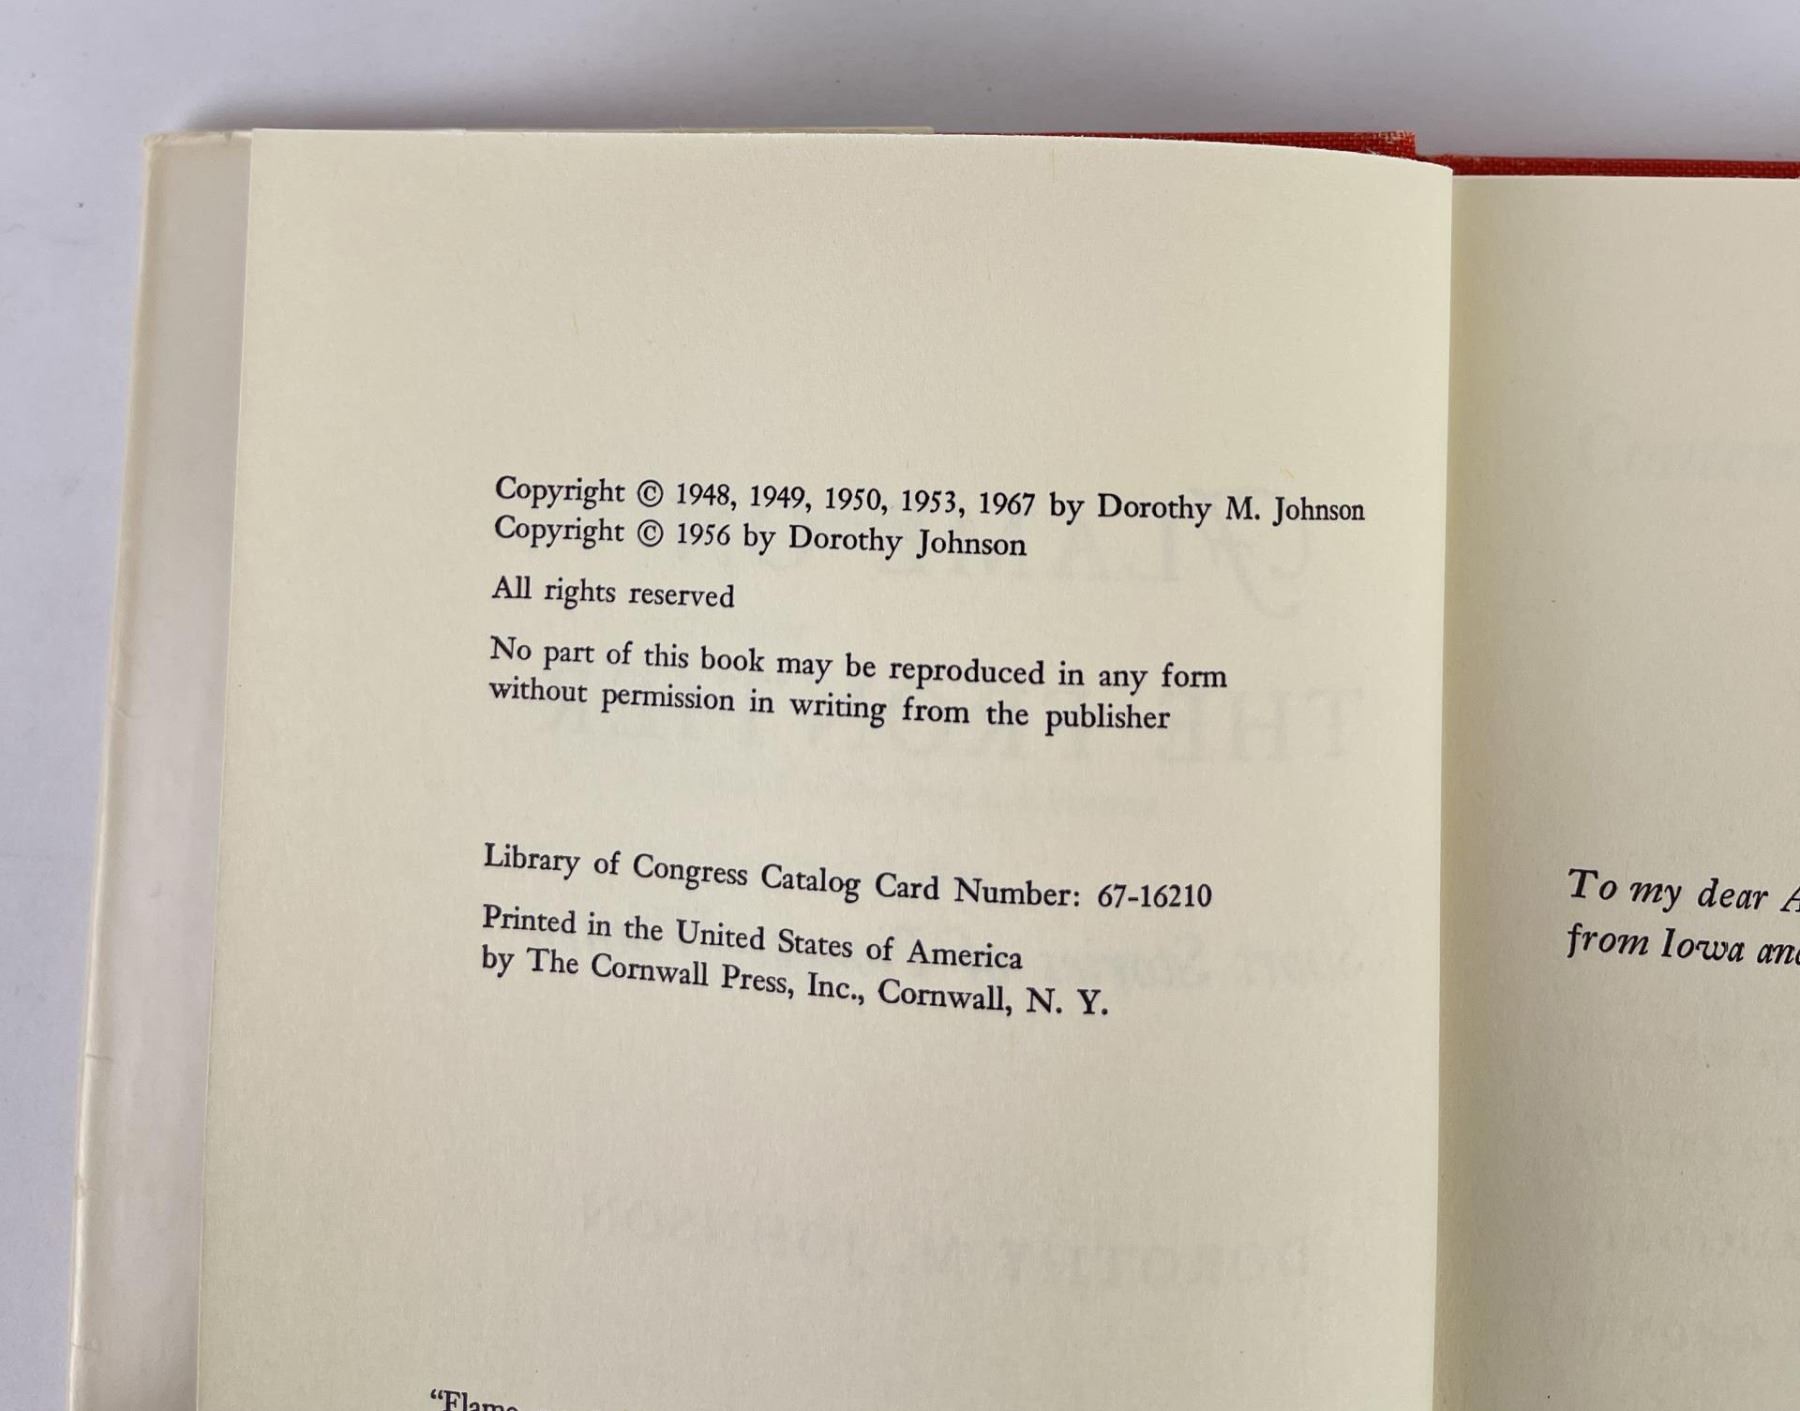 Copyright © 1948, 1949, 1950, 1953, 1967 by Dorothy M. Johnson
Copyright © 1956 by Dorothy Johnson
All rights reserved
No part of this book may be reproduced in any form
without permission in writing from the publisher
Library of Congress Catalog Card Number: 67-16210
Printed in the United States of America
by The Cornwall Press, Inc., Cornwall, N. Y.
“Flame
To my dear A
from Iowa and